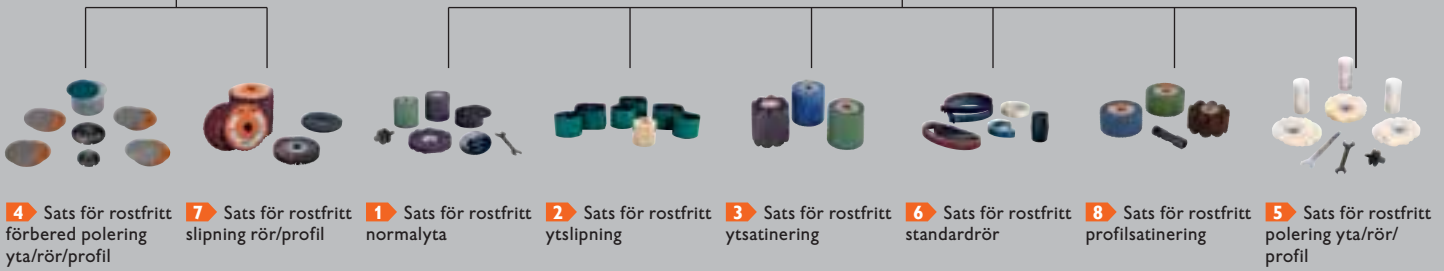 4 Sats för rostfritt
förbered polering
yta/rör/profil
7 Sats för rostfritt
slipning rör/profil
1 Sats för rostfritt
normalyta
2 Sats för rostfritt
ytslipning
3 Sats för rostfritt
ytsatinering
6 Sats för rostfritt
standardrör
8 Sats för rostfritt
profilsatinering
5 Sats för rostfritt
polering yta/rör/
profil